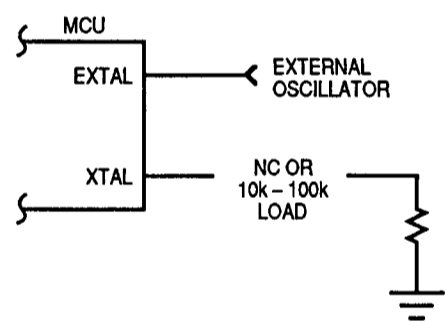 MCU
EXTAL
EXTERNAL
OSCILLATOR
XTAL
NC OR
10k – 100k
LOAD